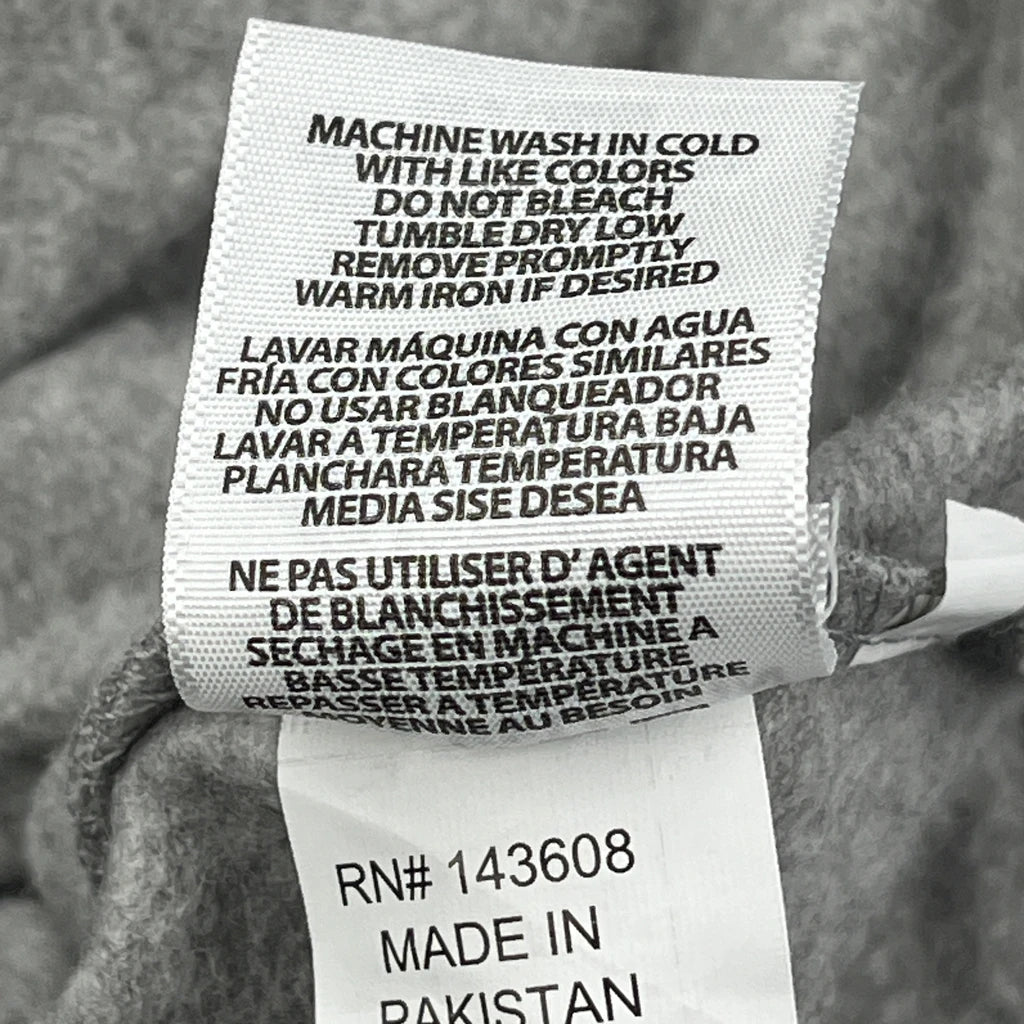 MACHINE WASH IN COLD
WITH LIKE COLORS
DO NOT BLEACH
TUMBLE DRY LOW
REMOVE PROMPTLY
WARM IRON IF DESIRED
LAVAR MÁQUINA CON AGUA
FRÍA CON COLORES SIMILARES
NO USAR BLANQUEADOR
LAVAR A TEMPERATURA BAJA
PLANCHARA TEMPERATURA
MEDIA SISE DESEA
NE PAS UTILISER D' AGENT
DE BLANCHISSEMENT
SECHAGE EN MACHINE A
BASSE TEMPÉRATURE
REPASSER A TEMPÉRATURE
MOYENNE AU BESOIN
RN# 143608
MADE IN
PAKISTAN